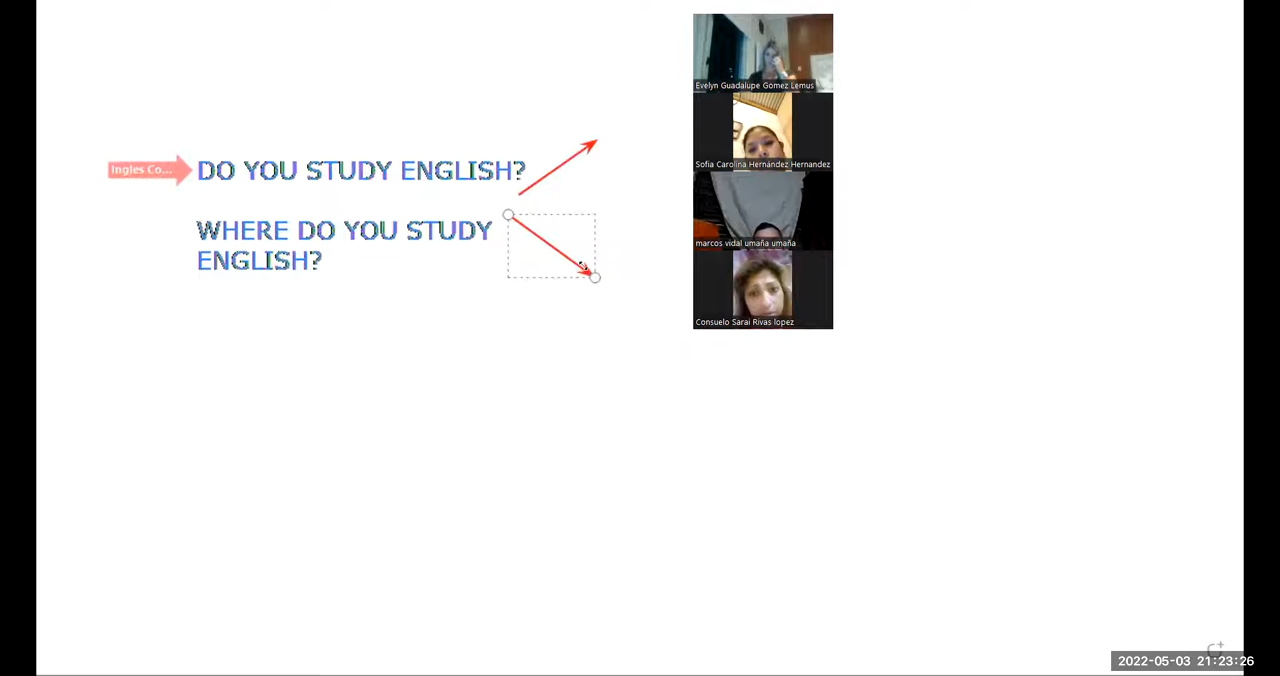 Evelyn Guadalupe Gomez Lemus
Sofia Carolina Hernández Hernandez
Ingles Co...
DO YOU STUDY ENGLISH?
WHERE DO YOU STUDY
ENGLISH?
marcos vidal umaña umaña
Consuelo Sarai Rivas lopez
2022-05-03 21:23:26